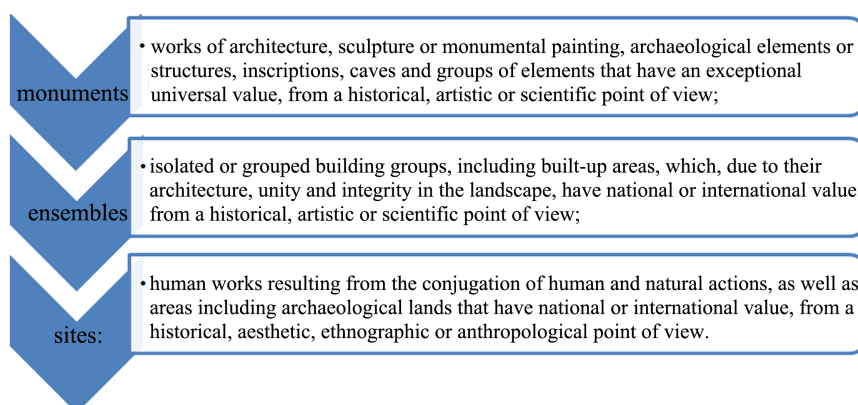 monuments
• works of architecture, sculpture or monumental painting, archaeological elements or
structures, inscriptions, caves and groups of elements that have an exceptional
universal value, from a historical, artistic or scientific point of view;
ensembles
• isolated or grouped building groups, including built-up areas, which, due to their
architecture, unity and integrity in the landscape, have national or international value
from a historical, artistic or scientific point of view;
sites:
• human works resulting from the conjugation of human and natural actions, as well as
areas including archaeological lands that have national or international value, from a
historical, aesthetic, ethnographic or anthropological point of view.